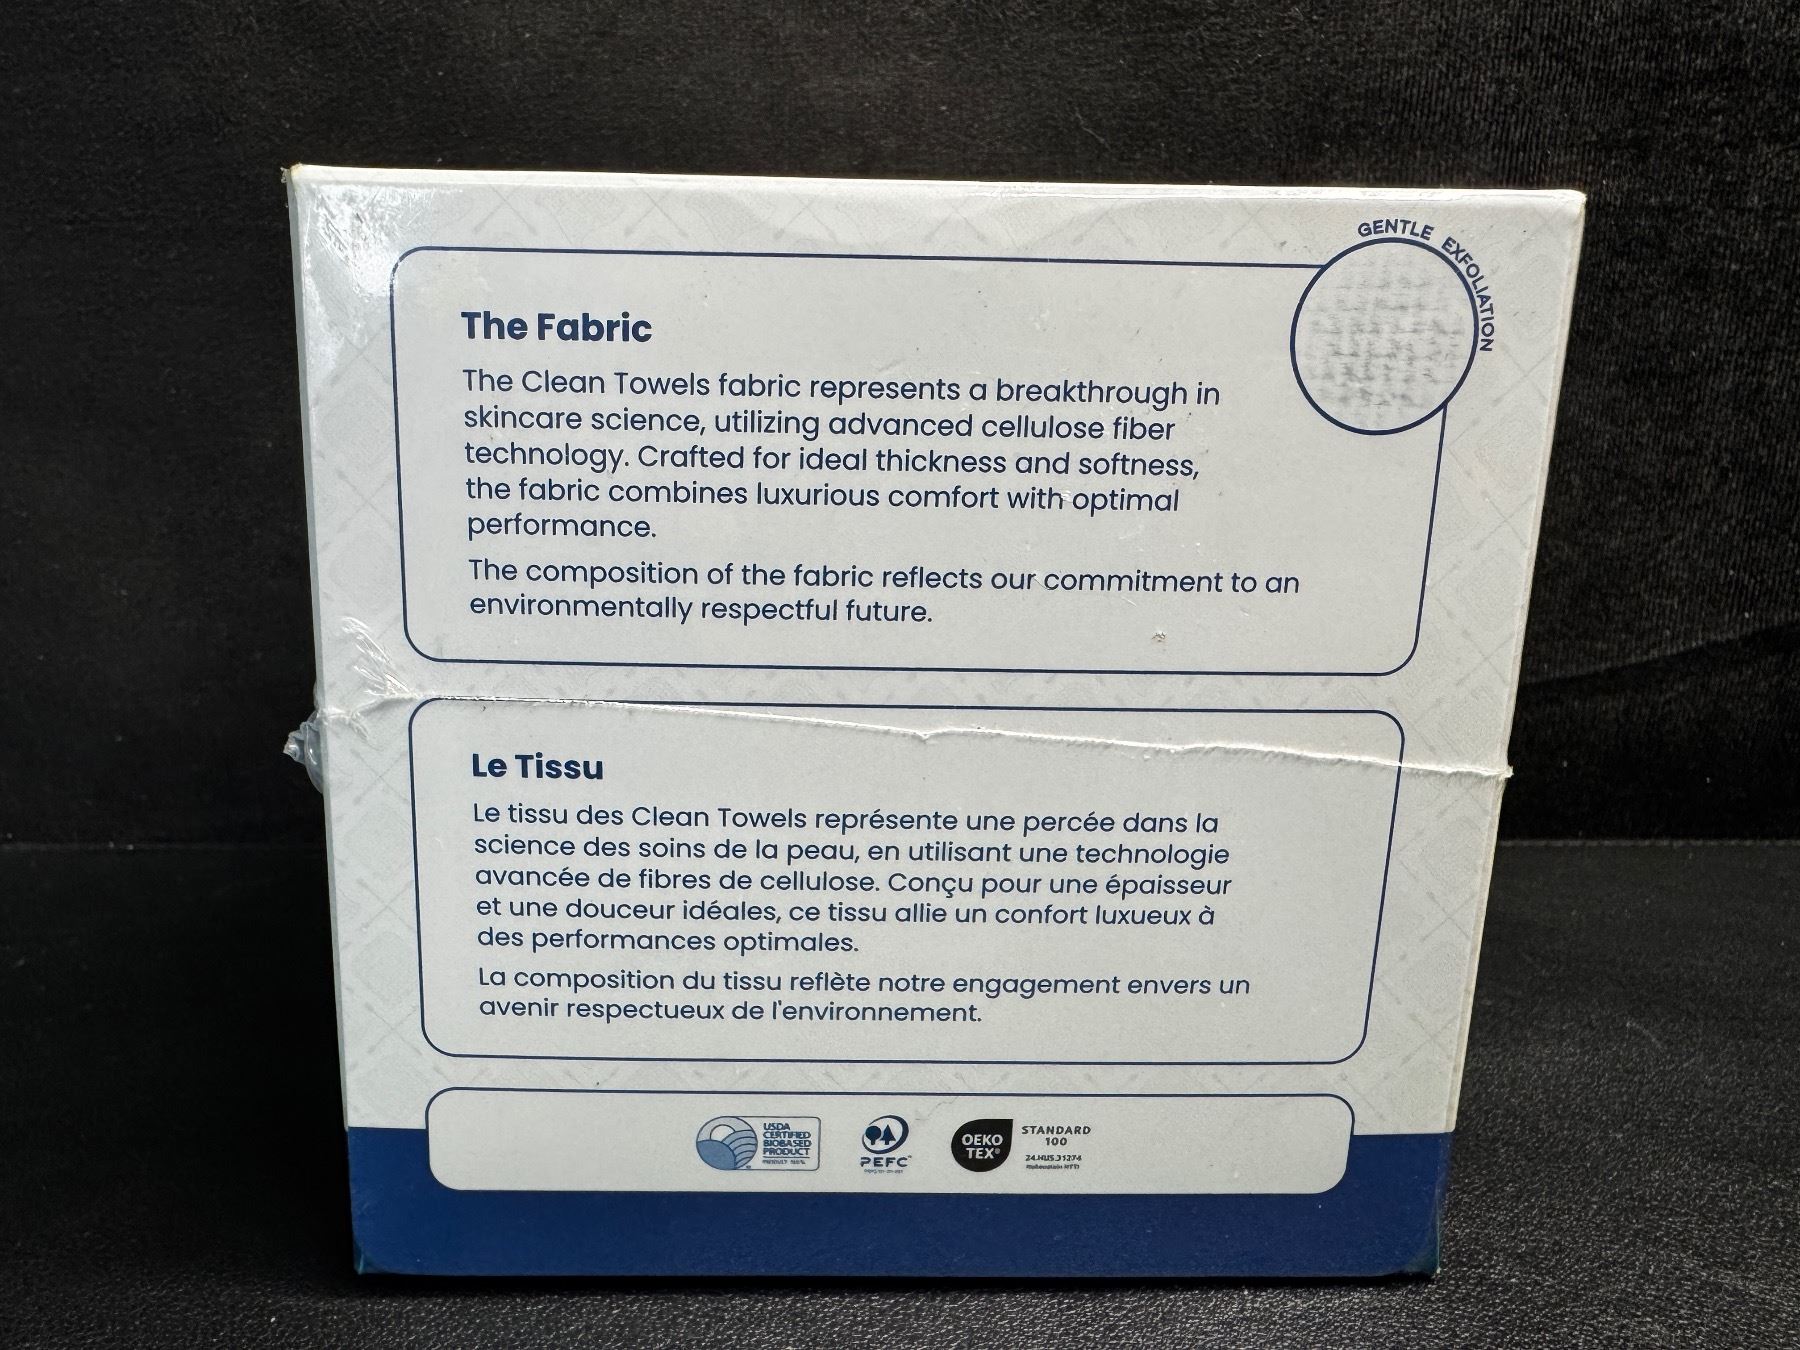 GENTLE EXFOLIATION
The Fabric
The Clean Towels fabric represents a breakthrough in
skincare science, utilizing advanced cellulose fiber
technology. Crafted for ideal thickness and softness,
the fabric combines luxurious comfort with optimal
performance.
The composition of the fabric reflects our commitment to an
environmentally respectful future.
Le Tissu
Le tissu des Clean Towels représente une percée dans la
science des soins de la peau, en utilisant une technologie
avancée de fibres de cellulose. Conçu pour une épaisseur
et une douceur idéales, ce tissu allie un confort luxueux à
des performances optimales.
La composition du tissu reflète notre engagement envers un
avenir respectueux de l'environnement.
USDA
CERTIFIED
BIOBASED
PRODUCT
PEFC
OEKO
TEX®
STANDARD
100